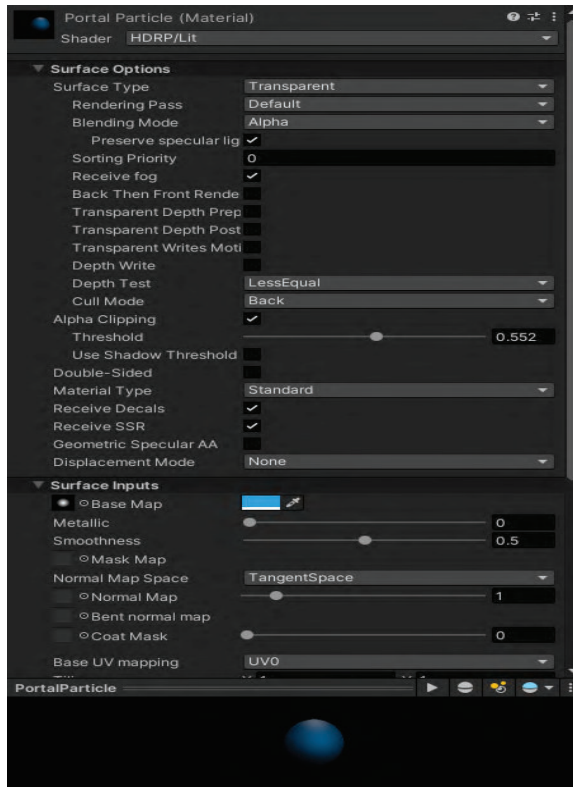 Portal Particle (Material)
Shader HDRP/Lit
Surface Options
Surface Type Transparent
Rendering Pass Default
Blending Mode Alpha
Preserve specular lig
Sorting Priority 0
Receive fog
Back Then Front Rende
Transparent Depth Prep
Transparent Depth Post
Transparent Writes Moti
Depth Write
Depth Test LessEqual
Cull Mode Back
Alpha Clipping
Threshold 0.552
Use Shadow Threshold
Double-Sided
Material Type Standard
Receive Decals
Receive SSR
Geometric Specular AA
Displacement Mode None
Surface Inputs
Base Map
Metallic 0
Smoothness 0.5
Mask Map
Normal Map Space TangentSpace
Normal Map 1
Bent normal map
Coat Mask 0
Base UV mapping UV0
PortalParticle